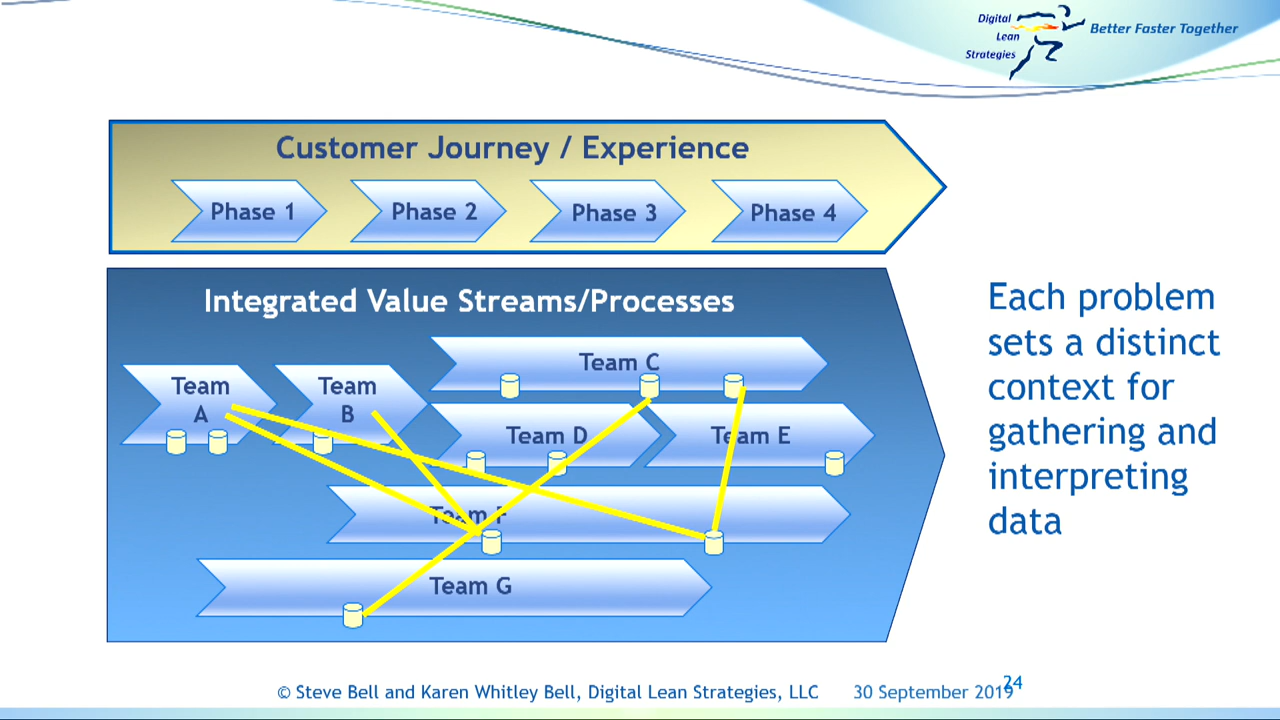 Digital
Lean
Strategies
Better Faster Together
Customer Journey / Experience
Phase 1
Phase 2
Phase 3
Phase 4
Integrated Value Streams/Processes
Team
A
Team
B
Team C
Team D
Team E
Team F
Team G
Each problem
sets a distinct
context for
gathering and
interpreting
data
© Steve Bell and Karen Whitley Bell, Digital Lean Strategies, LLC
30 September 2019
24